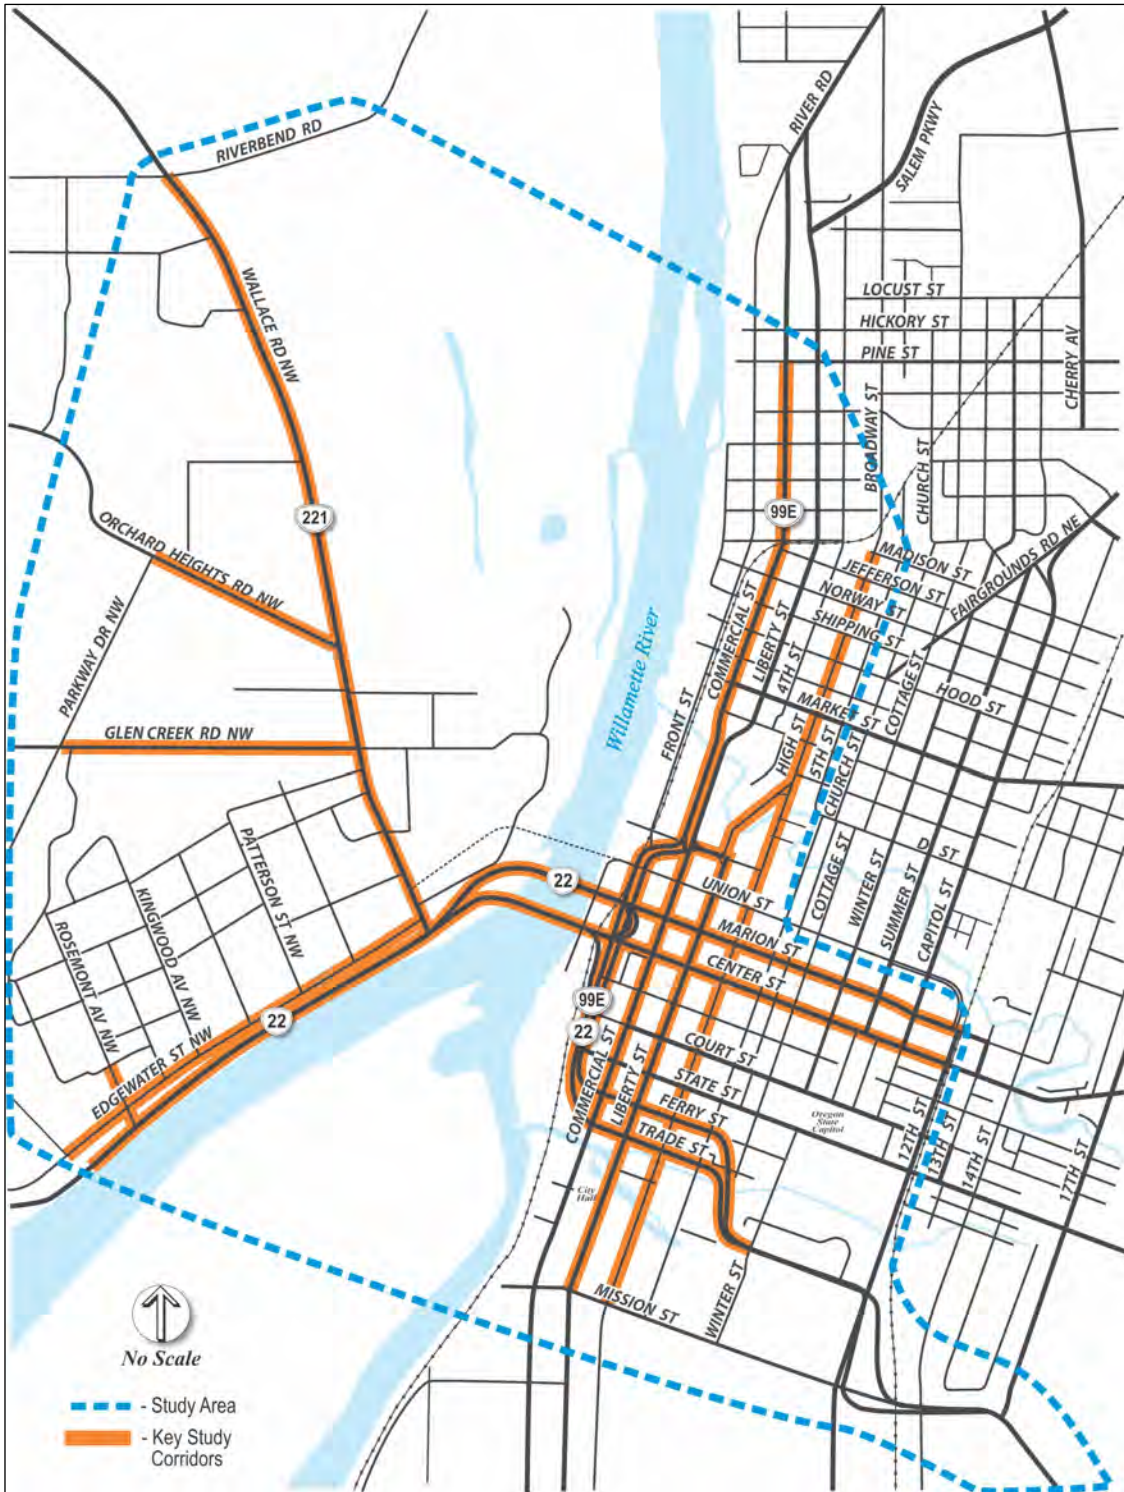 RIVERBEND RD
RIVER RD
SALEM PKWY
WALLACE RD NW
LOCUST ST
HICKORY ST
PINE ST
CHERRY AV
BROADWAY ST
CHURCH ST
221
99E
ORCHARD HEIGHTS RD NW
MADISON ST
JEFFERSON ST
NORWAY ST
SHIPPING ST
FAIRGROUNDS RD NE
PARKWAY DR NW
Willamette River
COMMERCIAL ST
LIBERTY ST
4TH ST
FRONT ST
MARKET ST
COTTAGE ST
HOOD ST
GLEN CREEK RD NW
HIGH ST
5TH ST
CHURCH ST
PATTERSON ST NW
KINGWOOD AV NW
ROSEMONT AV NW
D ST
22
UNION ST
COTTAGE ST
WINTER ST
SUMMER ST
CAPITOL ST
MARION ST
CENTER ST
99E
22
22
EDGEWATER ST NW
COURT ST
STATE ST
FERRY ST
TRADE ST
COMMERCIAL ST
LIBERTY ST
Oregon
State
Capitol
12TH ST
13TH ST
14TH ST
17TH ST
City
Hall
MISSION ST
WINTER ST
No Scale
- Study Area
- Key Study
Corridors